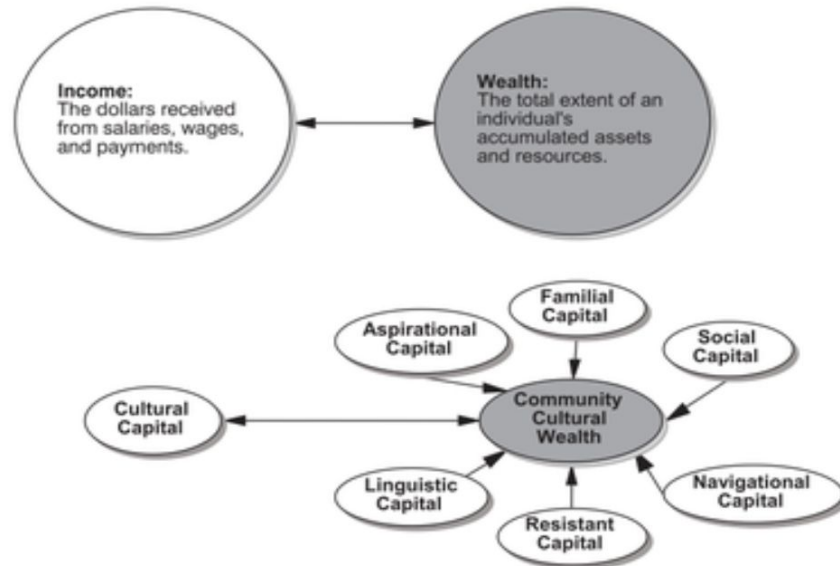 Income:
The dollars received
from salaries, wages,
and payments.
Wealth:
The total extent of an
individual's
accumulated assets
and resources.
Familial
Capital
Aspirational
Capital
Social
Capital
Cultural
Capital
Community
Cultural
Wealth
Linguistic
Capital
Navigational
Capital
Resistant
Capital